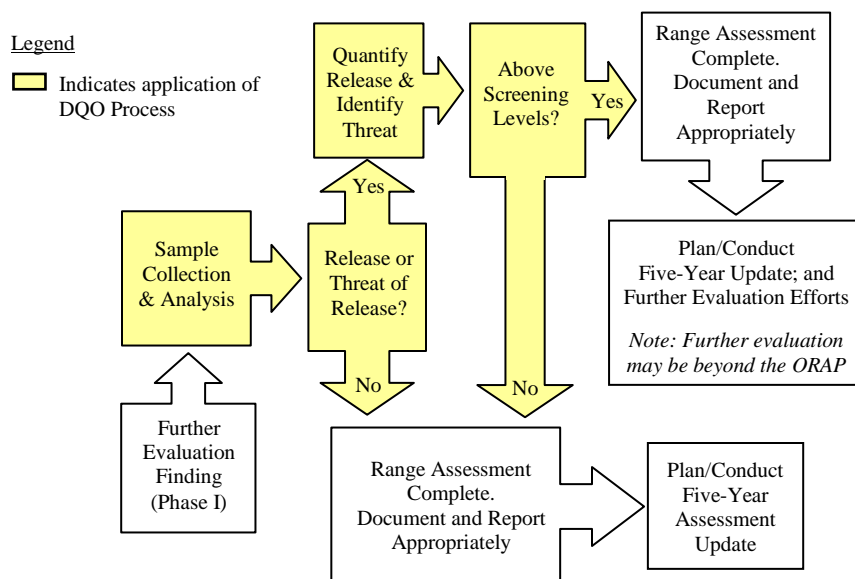 Legend
Indicates application of
DQO Process
Quantify
Release &
Identify
Threat
Above
Screening
Levels?
Yes
Range Assessment
Complete.
Document and
Report
Appropriately
Yes
Sample
Collection
& Analysis
Release or
Threat of
Release?
Plan/Conduct
Five-Year Update; and
Further Evaluation Efforts
Note: Further evaluation
may be beyond the ORAP
No
No
Further
Evaluation
Finding
(Phase I)
Range Assessment
Complete.
Document and Report
Appropriately
Plan/Conduct
Five-Year
Assessment
Update